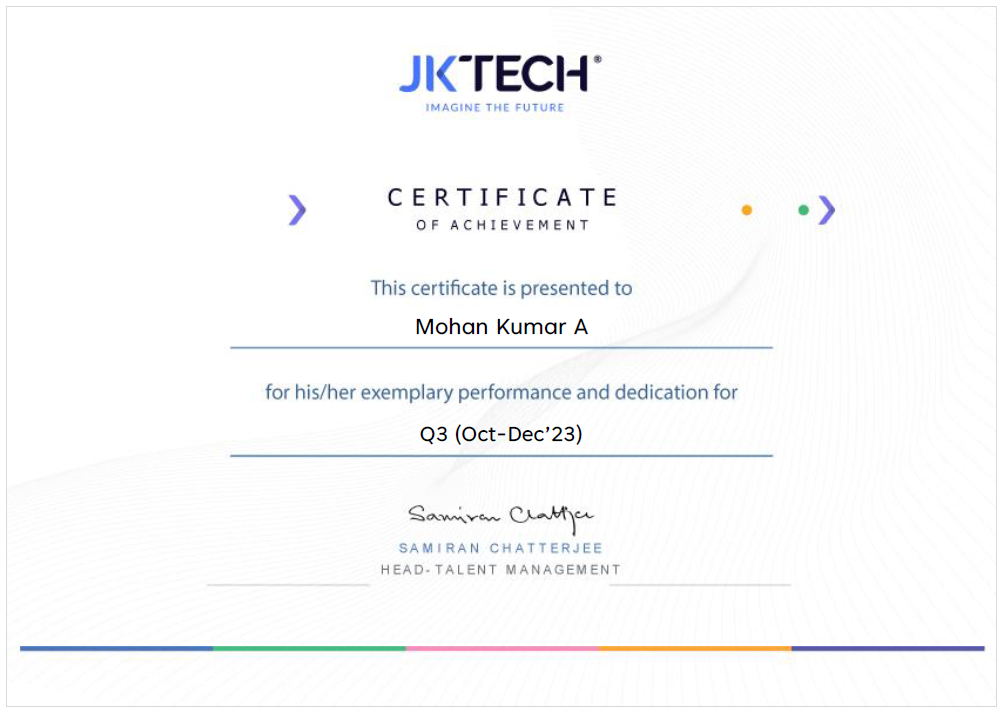 JKTECH®
IMAGINE THE FUTURE
CERTIFICATE
OF ACHIEVEMENT
This certificate is presented to
Mohan Kumar A
for his/her exemplary performance and dedication for
Q3 (Oct-Dec’23)
Samiran Chatterjee
SAMIRAN CHATTERJEE
HEAD-TALENT MANAGEMENT